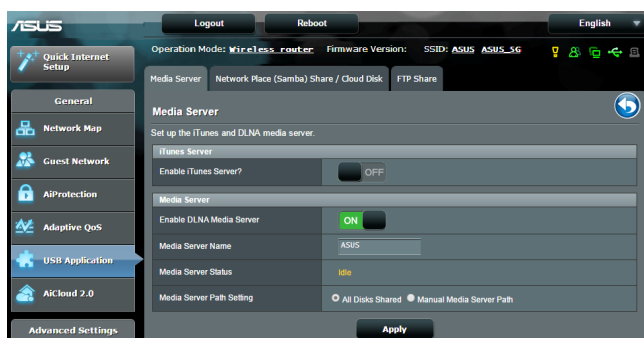 ASUS
Logout
Reboot
English
Quick Internet
Setup
Operation Mode: Wireless router Firmware Version: SSID: ASUS ASUS_5G
General
Network Map
Guest Network
AiProtection
Adaptive QoS
USB Application
AiCloud 2.0
Advanced Settings
Media Server
Network Place (Samba) Share / Cloud Disk
FTP Share
Media Server
Set up the iTunes and DLNA media server.
iTunes Server
Enable iTunes Server? OFF
Media Server
Enable DLNA Media Server ON
Media Server Name ASUS
Media Server Status Idle
Media Server Path Setting All Disks Shared Manual Media Server Path
Apply